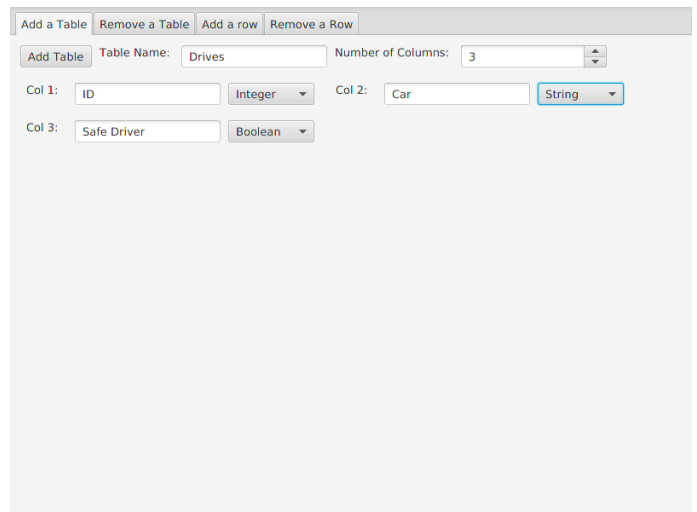 Add a Table Remove a Table Add a row Remove a Row
Add Table Table Name: Drives Number of Columns: 3
Col 1: ID Integer Col 2: Car String
Col 3: Safe Driver Boolean